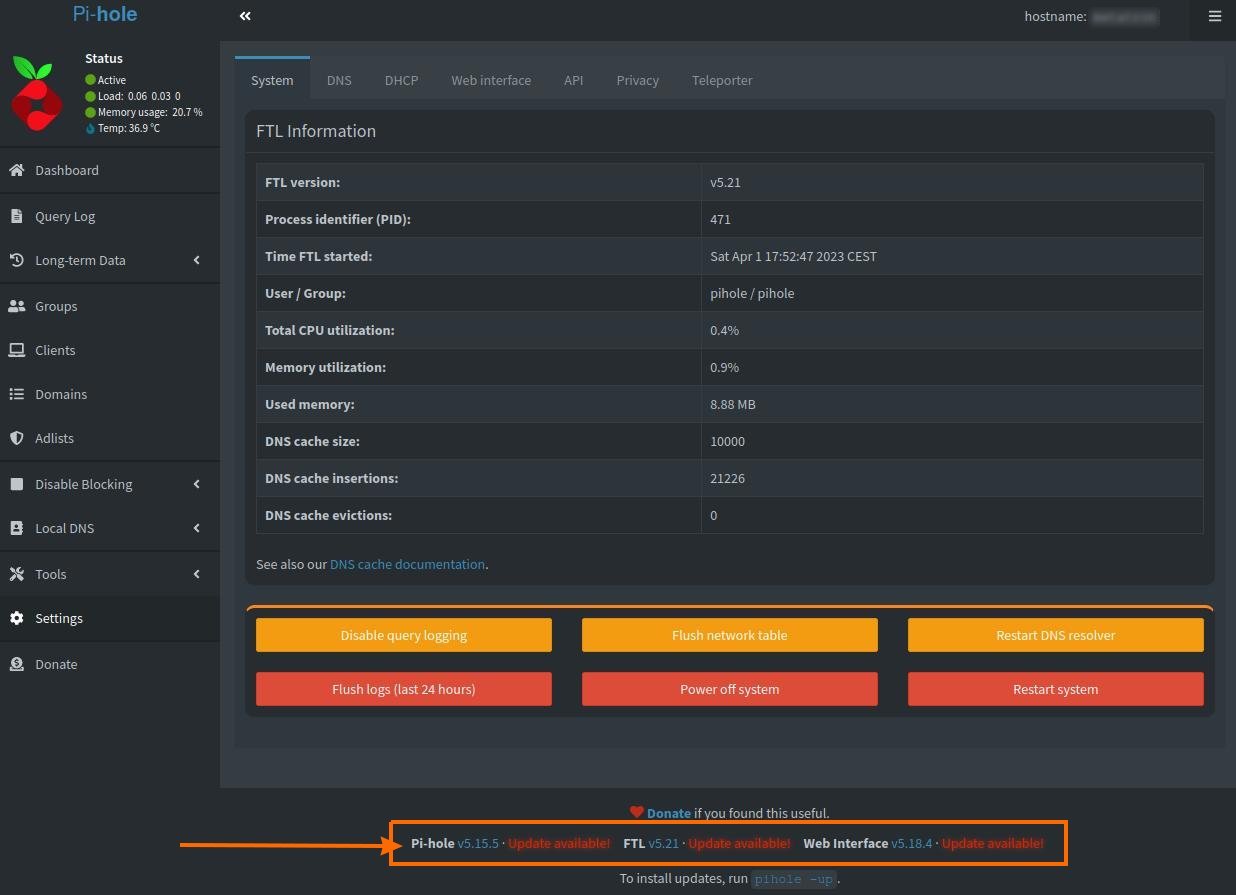 Pi-hole
hostname:
Status
Active
Load: 0.06 0.03 0
Memory usage: 20.7 %
Temp: 36.9 °C
Dashboard
Query Log
Long-term Data
Groups
Clients
Domains
Adlists
Disable Blocking
Local DNS
Tools
Settings
Donate
System DNS DHCP Web interface API Privacy Teleporter
FTL Information
FTL version: v5.21
Process identifier (PID): 471
Time FTL started: Sat Apr 1 17:52:47 2023 CEST
User / Group: pihole / pihole
Total CPU utilization: 0.4%
Memory utilization: 0.9%
Used memory: 8.88 MB
DNS cache size: 10000
DNS cache insertions: 21226
DNS cache evictions: 0
See also our DNS cache documentation.
Disable query logging Flush network table Restart DNS resolver
Flush logs (last 24 hours) Power off system Restart system
Donate if you found this useful.
Pi-hole v5.15.5 · Update available! FTL v5.21 · Update available! Web Interface v5.18.4 · Update available!
To install updates, run pihole -up.